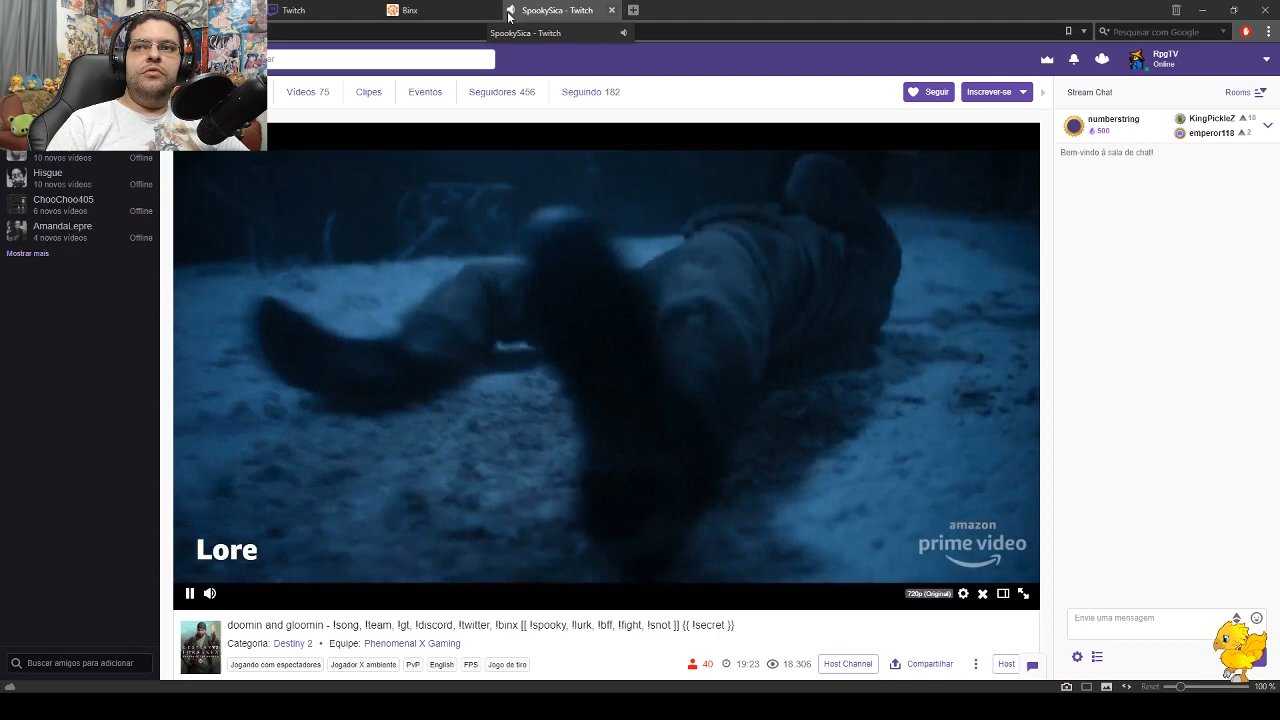 Twitch
Binx
SpookySica - Twitch
SpookySica - Twitch
Pesquisar com Google
ar
RpgTV
Online
Vídeos 75
Clipes
Eventos
Seguidores 456
Seguindo 182
Seguir
Inscrever-se
Stream Chat
Rooms
numberstring
500
KingPickleZ 18
emperor118 2
Bem-vindo á sala de chat!
10 novos vídeos Offline
Hisgue
10 novos vídeos Offline
ChooChoo405
6 novos vídeos Offline
AmandaLepre
4 novos vídeos Offline
Mostrar mais
Lore
amazon
prime video
720p (Original)
doomin and gloomin - !song, !team, !gt, !discord, !twitter, !binx [[ !spooky, !lurk, !bff, !fight, !snot ]] {{ !secret }}
Categoria: Destiny 2 • Equipe: Phenomenal X Gaming
Jogando com espectadores
Jogador X ambiente
PvP
English
FPS
Jogo de tiro
40
19:23
18.306
Host Channel
Compartilhar
Host
Envie uma mensagem
Buscar amigos para adicionar
Reset
100 %